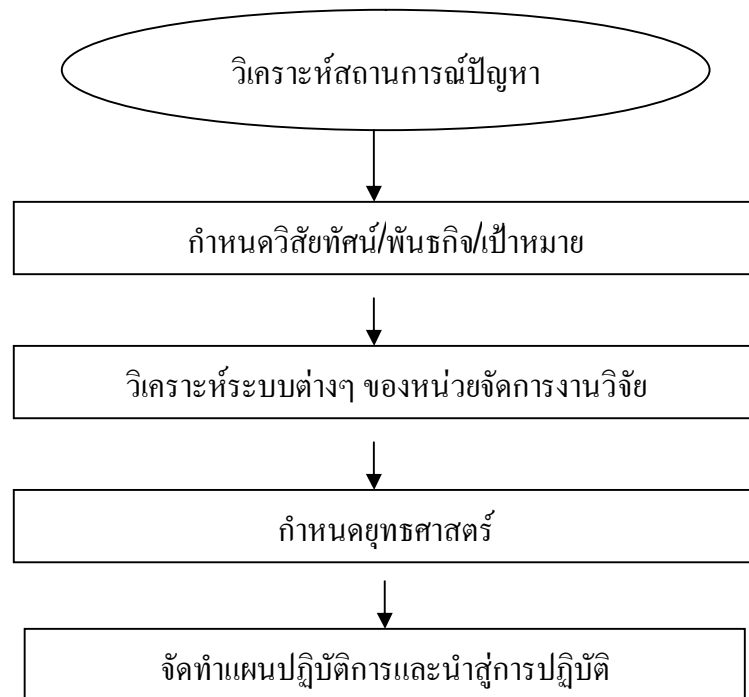 วิเคราะห์สถานการณ์ปัญหา
กำหนดวิสัยทัศน์/พันธกิจ/เป้าหมาย
วิเคราะห์ระบบต่างๆ ของหน่วยจัดการงานวิจัย
กำหนดยุทธศาสตร์
จัดทำแผนปฏิบัติการและนำสู่การปฏิบัติ